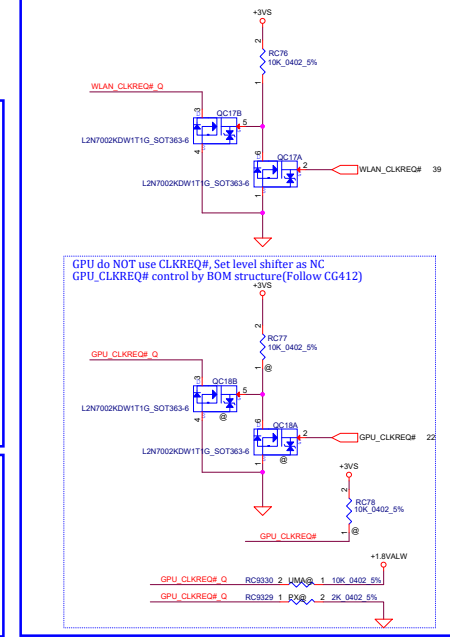 +3VS
2
RC76
10K_0402_5%
1
WLAN_CLKREQ#_Q
3
QC17B
5
L2N7002KDW1T1G_SOT363-6
4
6
QC17A
2
WLAN_CLKREQ# 39
L2N7002KDW1T1G_SOT363-6
1
GPU do NOT use CLKREQ#, Set level shifter as NC
GPU_CLKREQ# control by BOM structure(Follow CG412)
+3VS
2
RC77
10K_0402_5%
1
@
GPU_CLKREQ#_Q
3
QC18B
5
L2N7002KDW1T1G_SOT363-6
4
@
6
QC18A
2
GPU_CLKREQ# 22
L2N7002KDW1T1G_SOT363-6
1
@
+3VS
2
RC78
10K_0402_5%
1
@
GPU_CLKREQ#
+1.8VALW
GPU_CLKREQ#_Q RC9330 2 UMA@ 1 10K_0402_5%
GPU_CLKREQ#_Q RC9329 1 PX@ 2 2K_0402_5%